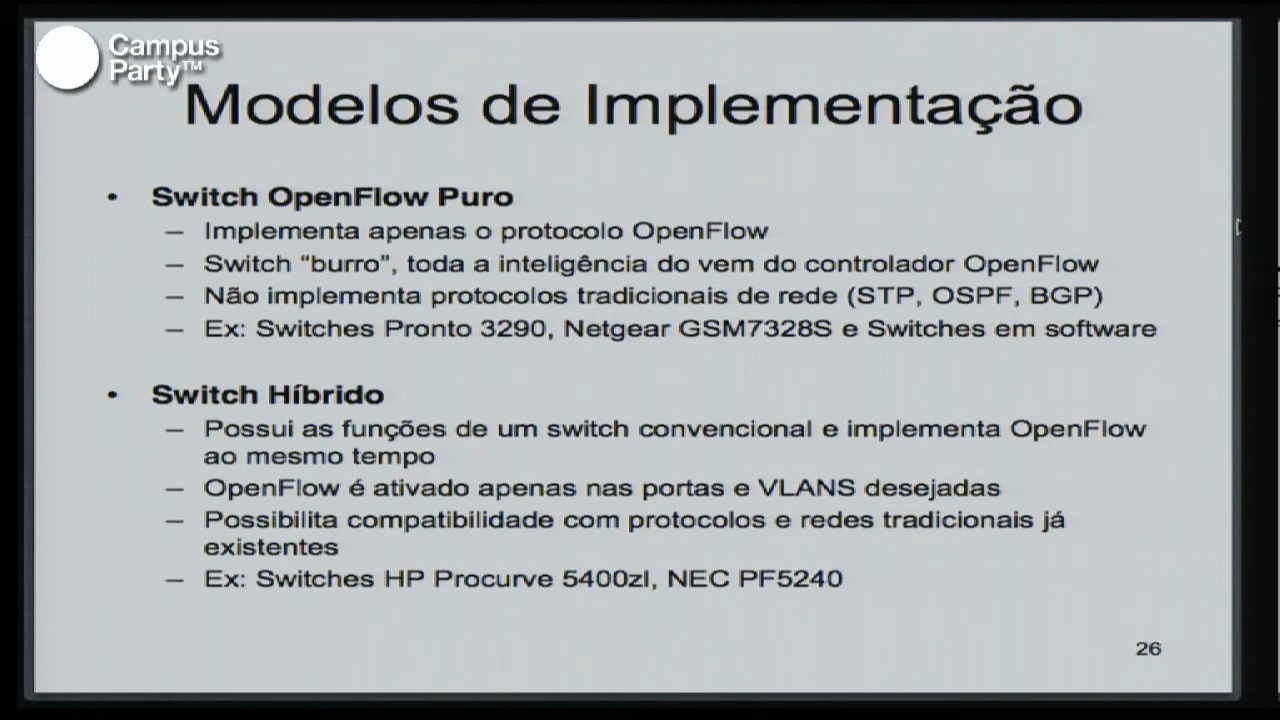 Campus
Party™
Modelos de Implementação
• Switch OpenFlow Puro
– Implementa apenas o protocolo OpenFlow
– Switch “burro”, toda a inteligência do vem do controlador OpenFlow
– Não implementa protocolos tradicionais de rede (STP, OSPF, BGP)
– Ex: Switches Pronto 3290, Netgear GSM7328S e Switches em software
• Switch Híbrido
– Possui as funções de um switch convencional e implementa OpenFlow
ao mesmo tempo
– OpenFlow é ativado apenas nas portas e VLANS desejadas
– Possibilita compatibilidade com protocolos e redes tradicionais já
existentes
– Ex: Switches HP Procurve 5400zl, NEC PF5240
26